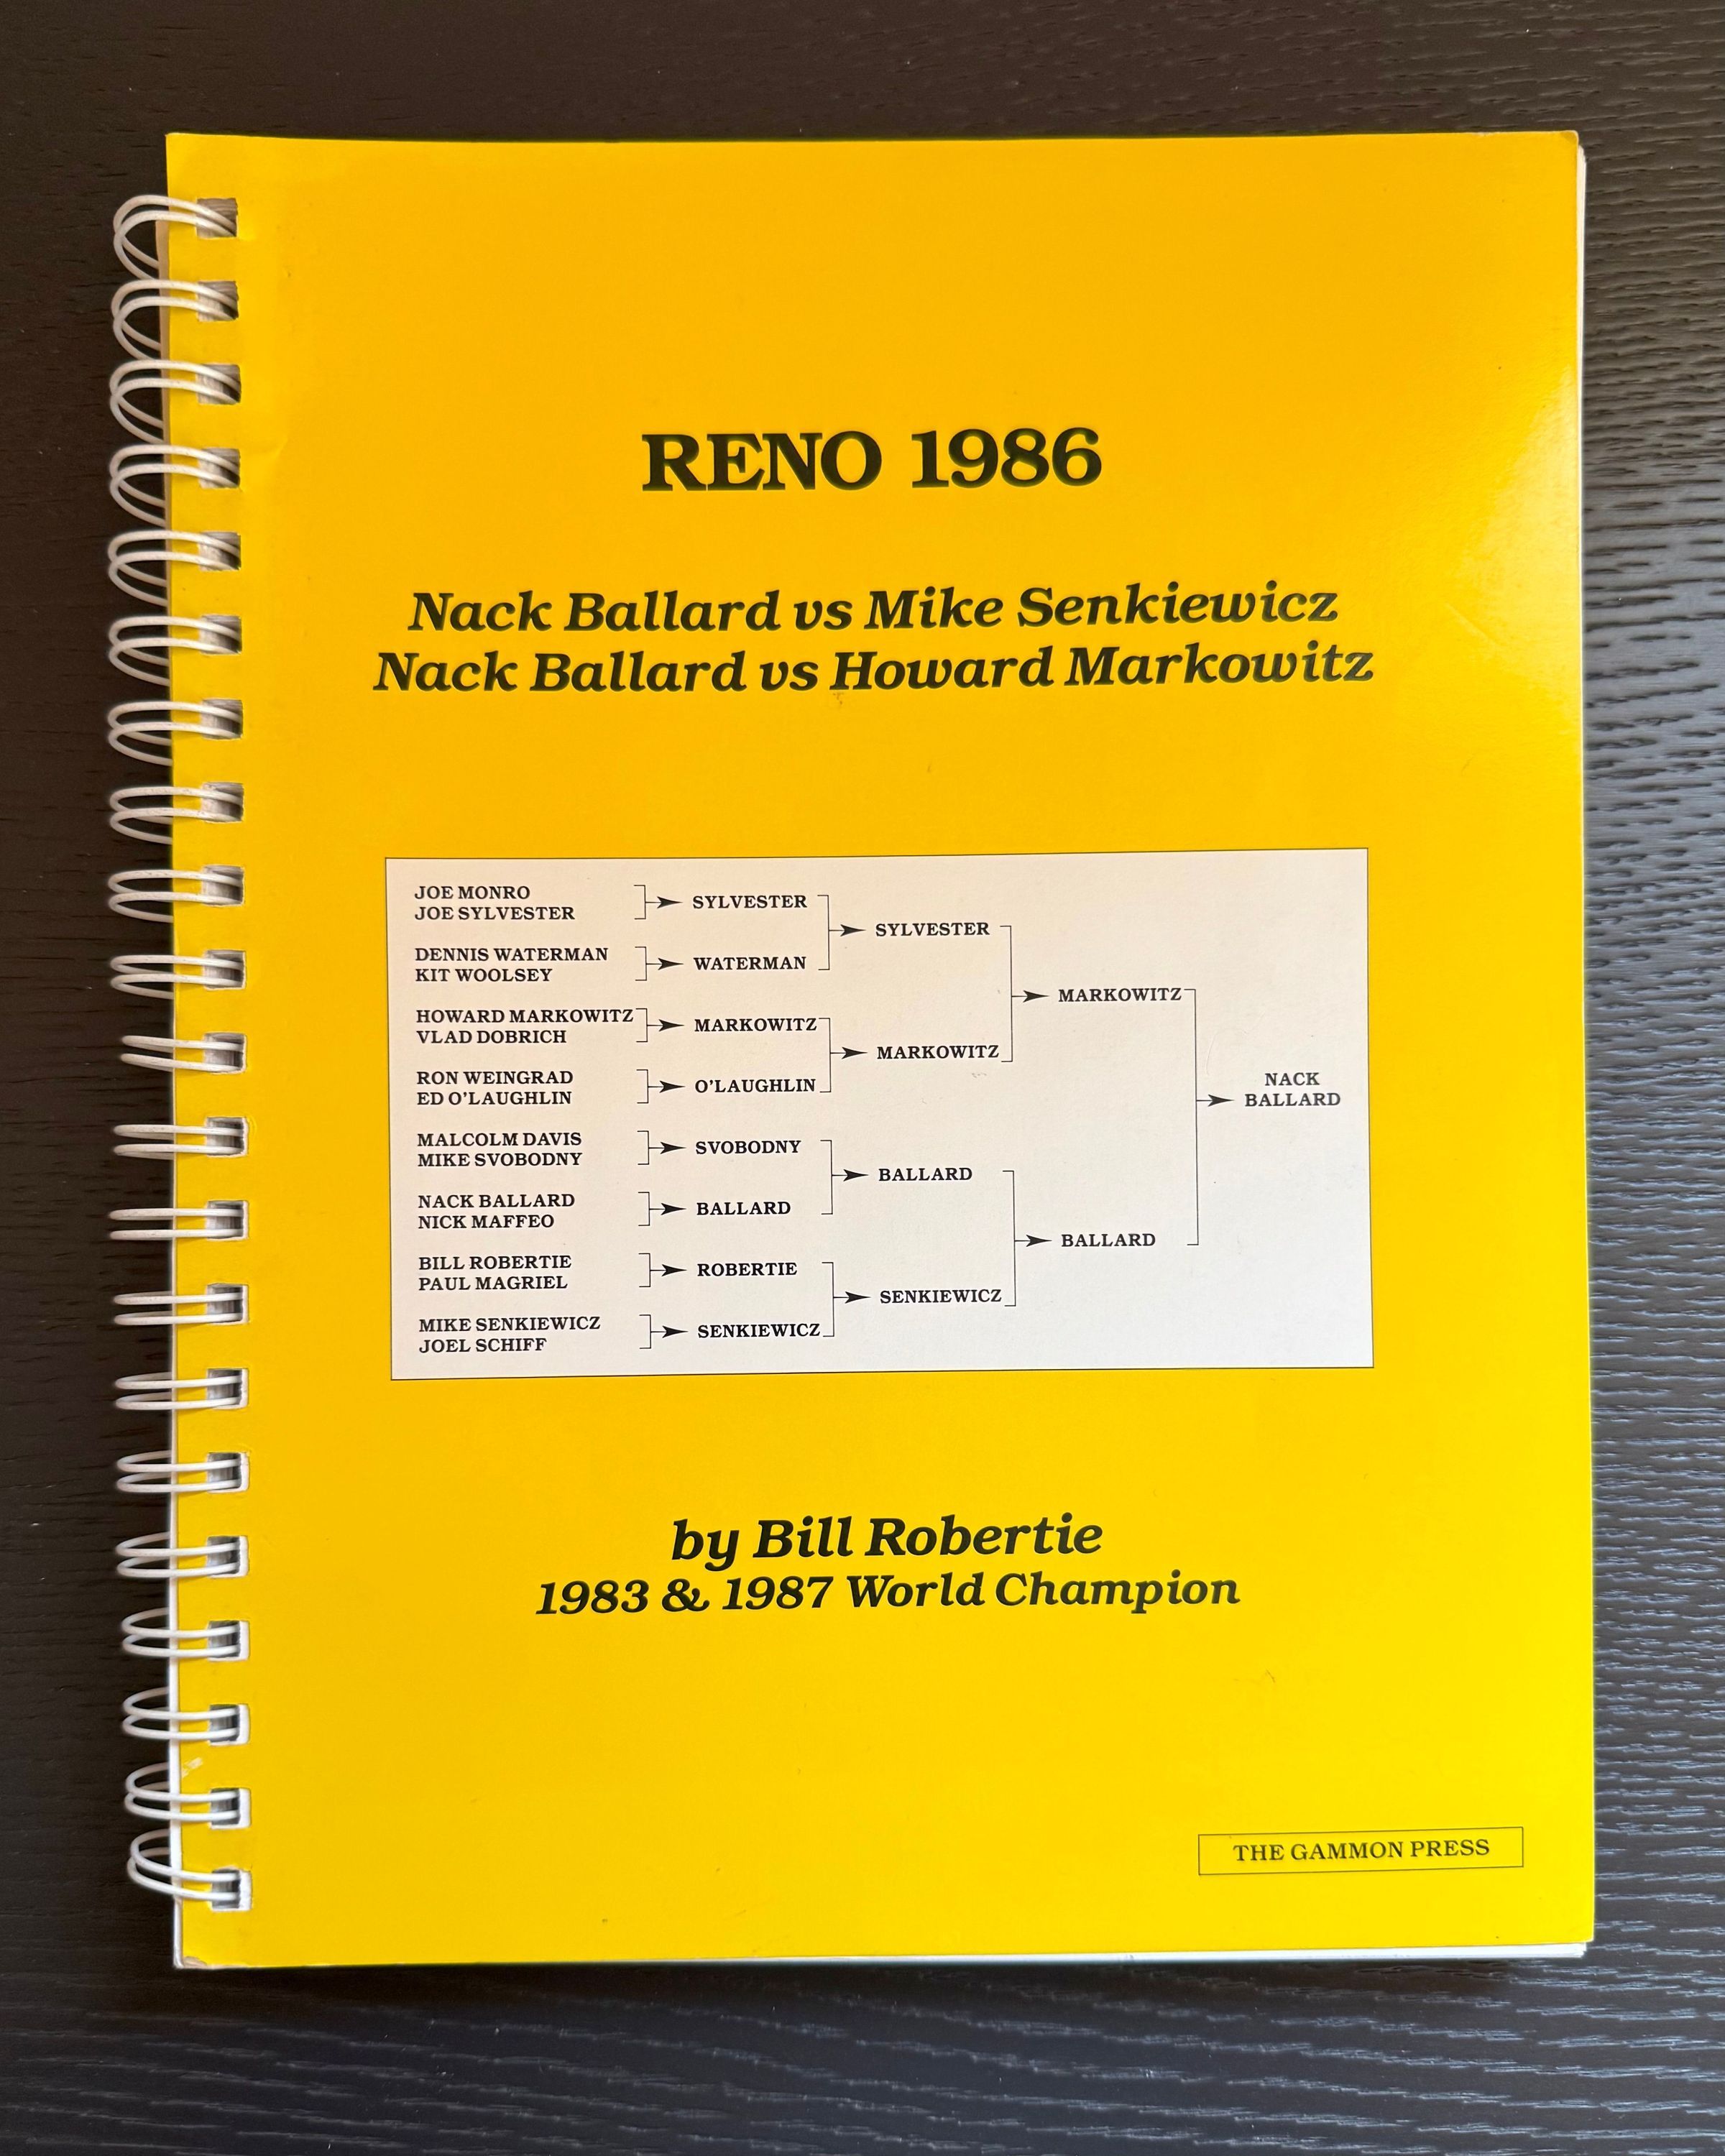 RENO 1986
Nack Ballard vs Mike Senkiewicz
Nack Ballard vs Howard Markowitz
JOE MONRO
JOE SYLVESTER
DENNIS WATERMAN
KIT WOOLSEY
HOWARD MARKOWITZ
VLAD DOBRICH
RON WEINGRAD
ED O'LAUGHLIN
MALCOLM DAVIS
MIKE SVOBODNY
NACK BALLARD
NICK MAFFEO
BILL ROBERTIE
PAUL MAGRIEL
MIKE SENKIEWICZ
JOEL SCHIFF
SYLVESTER
WATERMAN
MARKOWITZ
O'LAUGHLIN
SVOBODNY
BALLARD
ROBERTIE
SENKIEWICZ
SYLVESTER
MARKOWITZ
BALLARD
SENKIEWICZ
MARKOWITZ
BALLARD
NACK
BALLARD
by Bill Robertie
1983 & 1987 World Champion
THE GAMMON PRESS